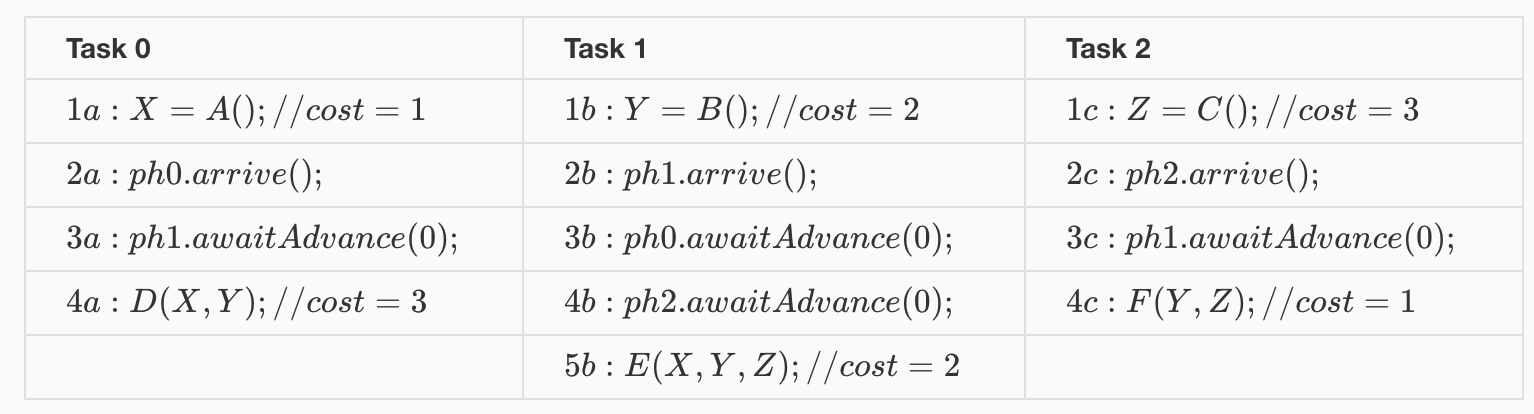 Task 0 Task 1 Task 2
1a : X = A(); //cost = 1 1b : Y = B(); //cost = 2 1c : Z = C(); //cost = 3
2a : ph0.arrive(); 2b : ph1.arrive(); 2c : ph2.arrive();
3a : ph1.awaitAdvance(0); 3b : ph0.awaitAdvance(0); 3c : ph1.awaitAdvance(0);
4a : D(X, Y); //cost = 3 4b : ph2.awaitAdvance(0); 4c : F(Y, Z); //cost = 1
5b : E(X, Y, Z); //cost = 2